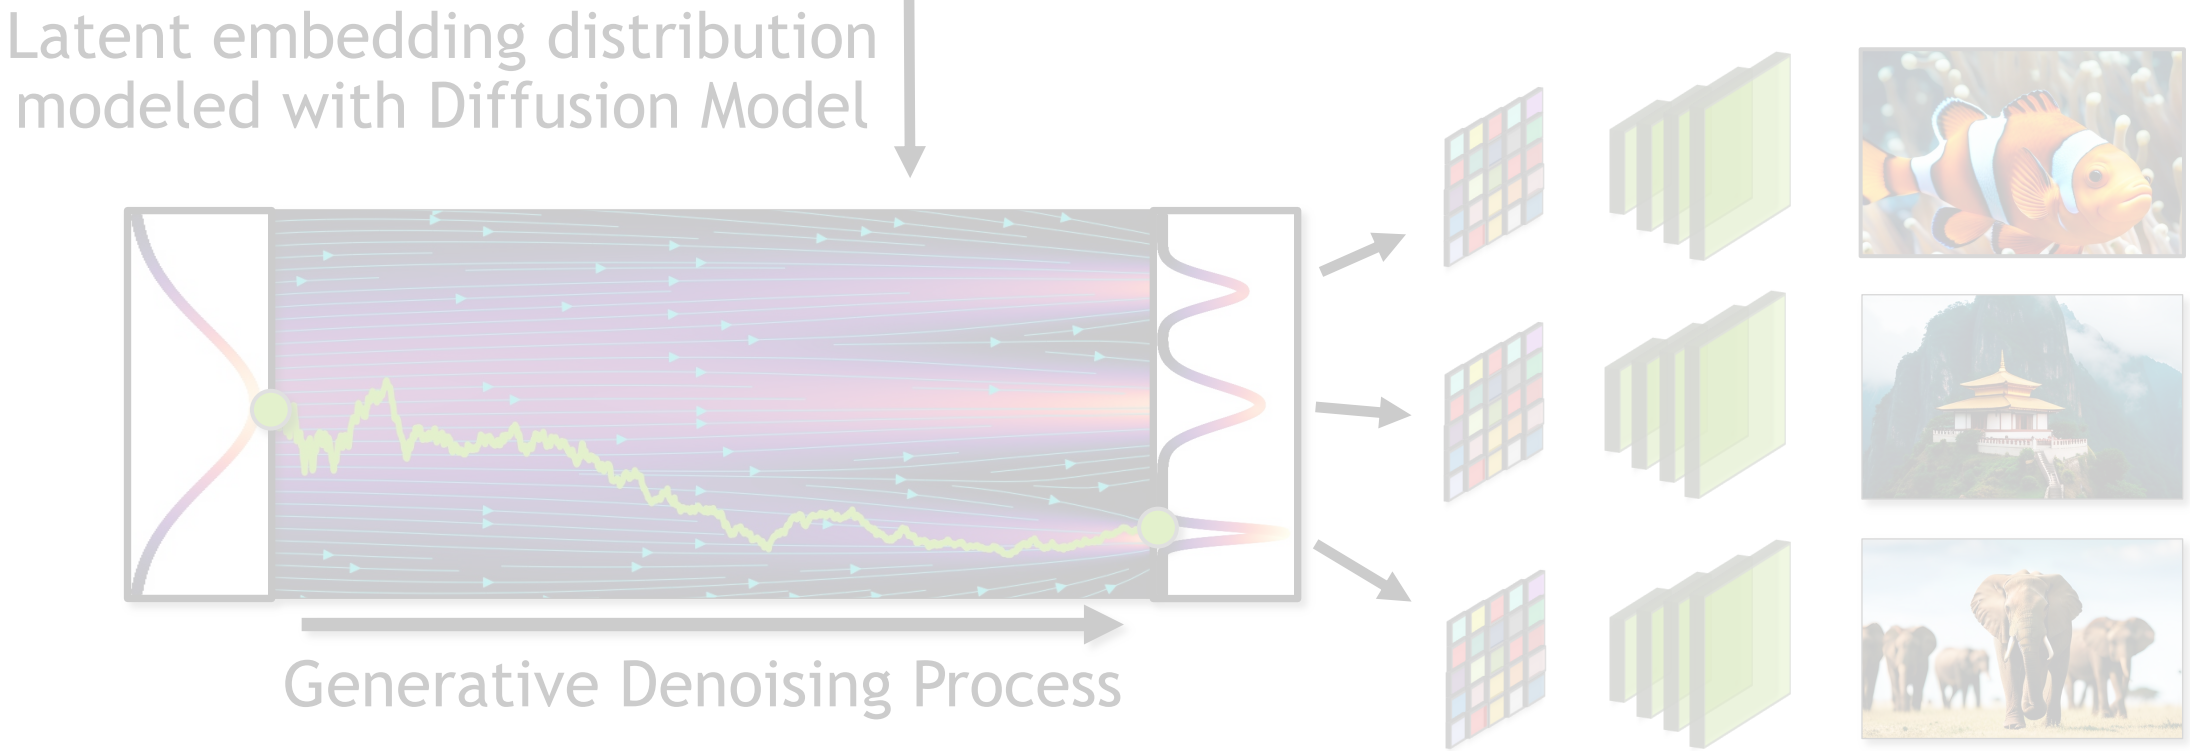 Latent embedding distribution
modeled with Diffusion Model
Generative Denoising Process